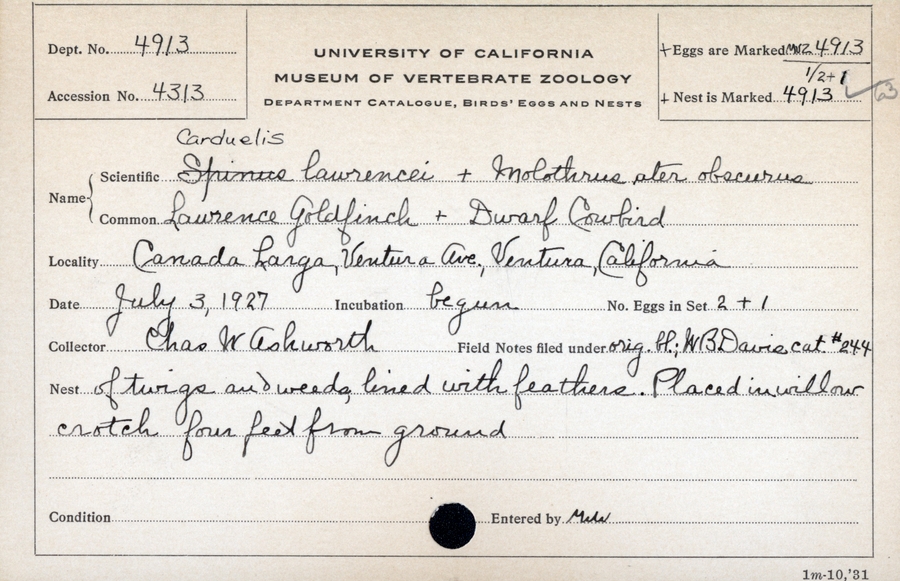 Dept. No. 4913
Accession No. 4313
UNIVERSITY OF CALIFORNIA
MUSEUM OF VERTEBRATE ZOOLOGY
DEPARTMENT CATALOGUE, BIRDS' EGGS AND NESTS
+ Eggs are Marked MVZ 4913
1/2+1
+ Nest is Marked 4913
63
Carduelis
Name { Scientific Spinus lawrencei + Molothrus ater obscurus
Common Lawrence Goldfinch + Dwarf Cowbird
Locality Canada Larga, Ventura Ave., Ventura, California
Date July 3, 1927 Incubation begun No. Eggs in Set 2 + 1
Collector Chas W Ashworth Field Notes filed under orig. bl.; WBDavis cat. #244
Nest of twigs and weeds, lined with feathers. Placed in willow
crotch four feet from ground
Condition Entered by
1m-10,'31